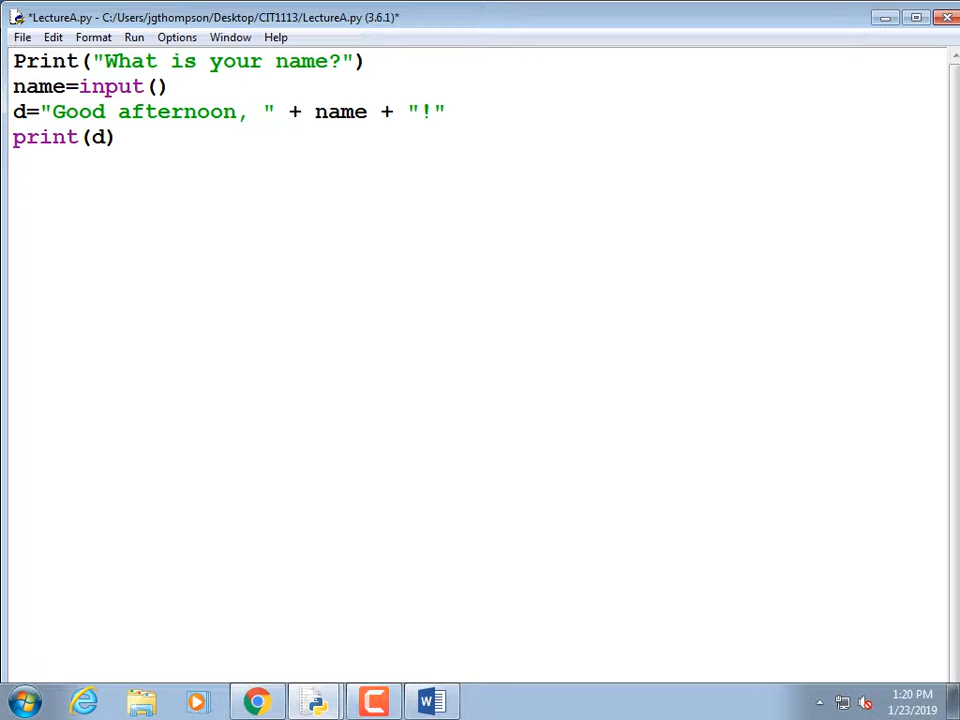 *LectureA.py - C:/Users/jgthompson/Desktop/CIT1113/LectureA.py (3.6.1)*
File Edit Format Run Options Window Help
Print("What is your name?")
name=input()
d="Good afternoon, " + name + "!"
print(d)
W
1:20 PM
1/23/2019